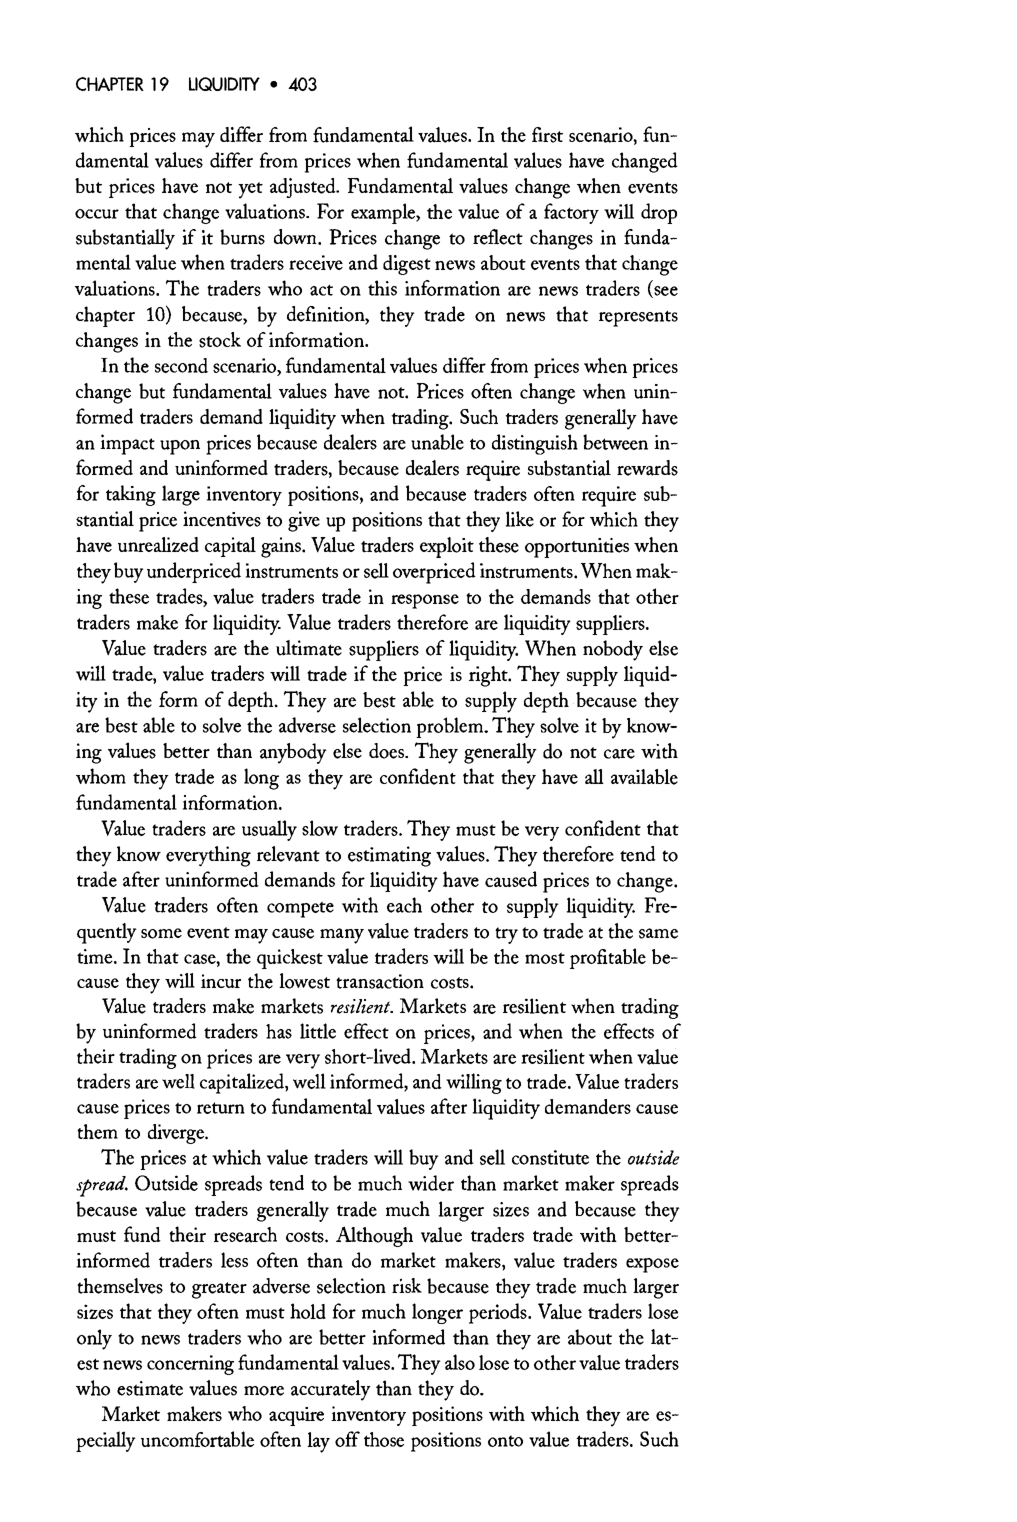 CHAPTER 19 LIQUIDITY • 403
which prices may differ from fundamental values. In the first scenario, fun-
damental values differ from prices when fundamental values have changed
but prices have not yet adjusted. Fundamental values change when events
occur that change valuations. For example, the value of a factory will drop
substantially if it burns down. Prices change to reflect changes in funda-
mental value when traders receive and digest news about events that change
valuations. The traders who act on this information are news traders (see
chapter 10) because, by definition, they trade on news that represents
changes in the stock of information.
In the second scenario, fundamental values differ from prices when prices
change but fundamental values have not. Prices often change when unin-
formed traders demand liquidity when trading. Such traders generally have
an impact upon prices because dealers are unable to distinguish between in-
formed and uninformed traders, because dealers require substantial rewards
for taking large inventory positions, and because traders often require sub-
stantial price incentives to give up positions that they like or for which they
have unrealized capital gains. Value traders exploit these opportunities when
they buy underpriced instruments or sell overpriced instruments. When mak-
ing these trades, value traders trade in response to the demands that other
traders make for liquidity. Value traders therefore are liquidity suppliers.
Value traders are the ultimate suppliers of liquidity. When nobody else
will trade, value traders will trade if the price is right. They supply liquid-
ity in the form of depth. They are best able to supply depth because they
are best able to solve the adverse selection problem. They solve it by know-
ing values better than anybody else does. They generally do not care with
whom they trade as long as they are confident that they have all available
fundamental information.
Value traders are usually slow traders. They must be very confident that
they know everything relevant to estimating values. They therefore tend to
trade after uninformed demands for liquidity have caused prices to change.
Value traders often compete with each other to supply liquidity. Fre-
quently some event may cause many value traders to try to trade at the same
time. In that case, the quickest value traders will be the most profitable be-
cause they will incur the lowest transaction costs.
Value traders make markets resilient. Markets are resilient when trading
by uninformed traders has little effect on prices, and when the effects of
their trading on prices are very short-lived. Markets are resilient when value
traders are well capitalized, well informed, and willing to trade. Value traders
cause prices to return to fundamental values after liquidity demanders cause
them to diverge.
The prices at which value traders will buy and sell constitute the outside
spread. Outside spreads tend to be much wider than market maker spreads
because value traders generally trade much larger sizes and because they
must fund their research costs. Although value traders trade with better-
informed traders less often than do market makers, value traders expose
themselves to greater adverse selection risk because they trade much larger
sizes that they often must hold for much longer periods. Value traders lose
only to news traders who are better informed than they are about the lat-
est news concerning fundamental values. They also lose to other value traders
who estimate values more accurately than they do.
Market makers who acquire inventory positions with which they are es-
pecially uncomfortable often lay off those positions onto value traders. Such